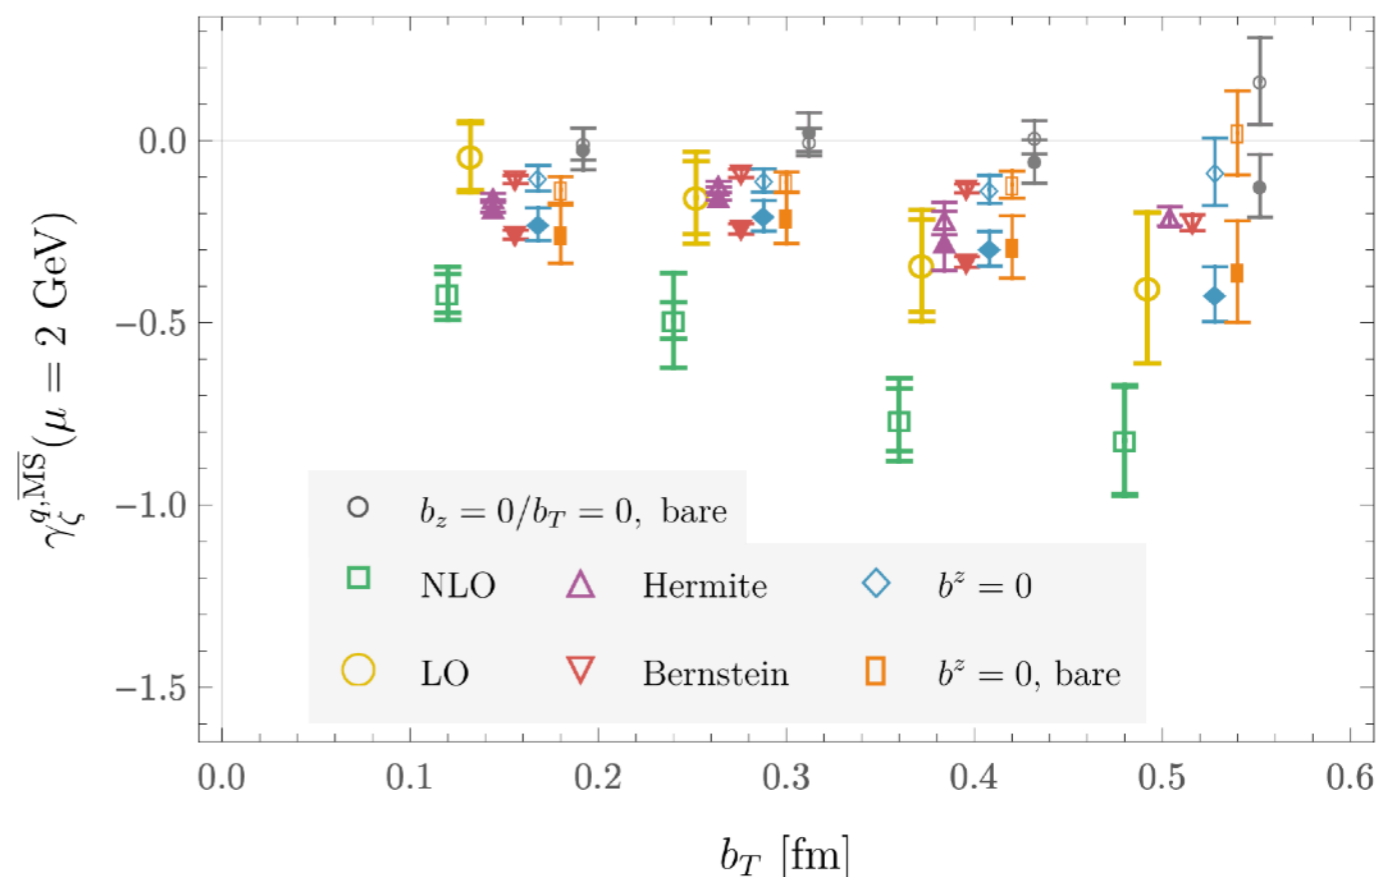 γ_ζ^{q,\overline{MS}}(μ = 2 GeV)
0.0
−0.5
−1.0
−1.5
b_z = 0/b_T = 0, bare
NLO Hermite b^z = 0
LO Bernstein b^z = 0, bare
0.0 0.1 0.2 0.3 0.4 0.5 0.6
b_T [fm]